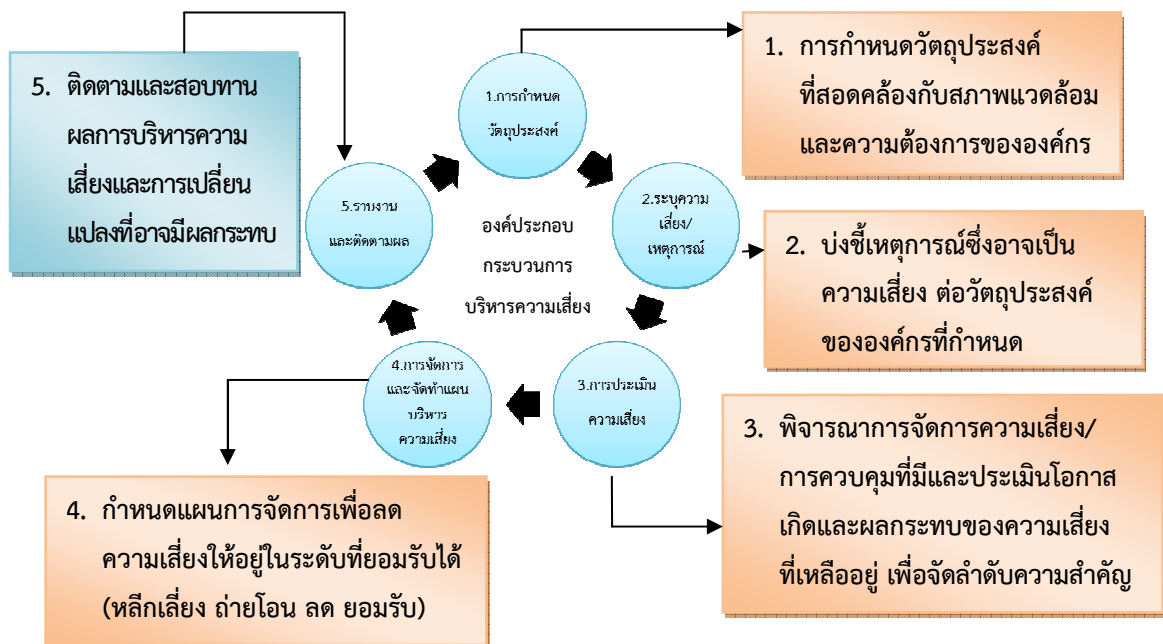 1. การกำหนดวัตถุประสงค์
ที่สอดคล้องกับสภาพแวดล้อม
และความต้องการขององค์กร
5. ติดตามและสอบทาน
ผลการบริหารความ
เสี่ยงและการเปลี่ยน
แปลงที่อาจมีผลกระทบ
1.การกำหนด
วัตถุประสงค์
5.รายงาน
และติดตามผล
องค์ประกอบ
กระบวนการ
บริหารความเสี่ยง
2.ระบุความ
เสี่ยง/
เหตุการณ์
2. บ่งชี้เหตุการณ์ซึ่งอาจเป็น
ความเสี่ยง ต่อวัตถุประสงค์
ขององค์กรที่กำหนด
4.การจัดการ
และจัดทำแผน
บริหาร
ความเสี่ยง
3.การประเมิน
ความเสี่ยง
3. พิจารณาการจัดการความเสี่ยง/
การควบคุมที่มีและประเมินโอกาส
เกิดและผลกระทบของความเสี่ยง
ที่เหลืออยู่ เพื่อจัดลำดับความสำคัญ
4. กำหนดแผนการจัดการเพื่อลด
ความเสี่ยงให้อยู่ในระดับที่ยอมรับได้
(หลีกเลี่ยง ถ่ายโอน ลด ยอมรับ)